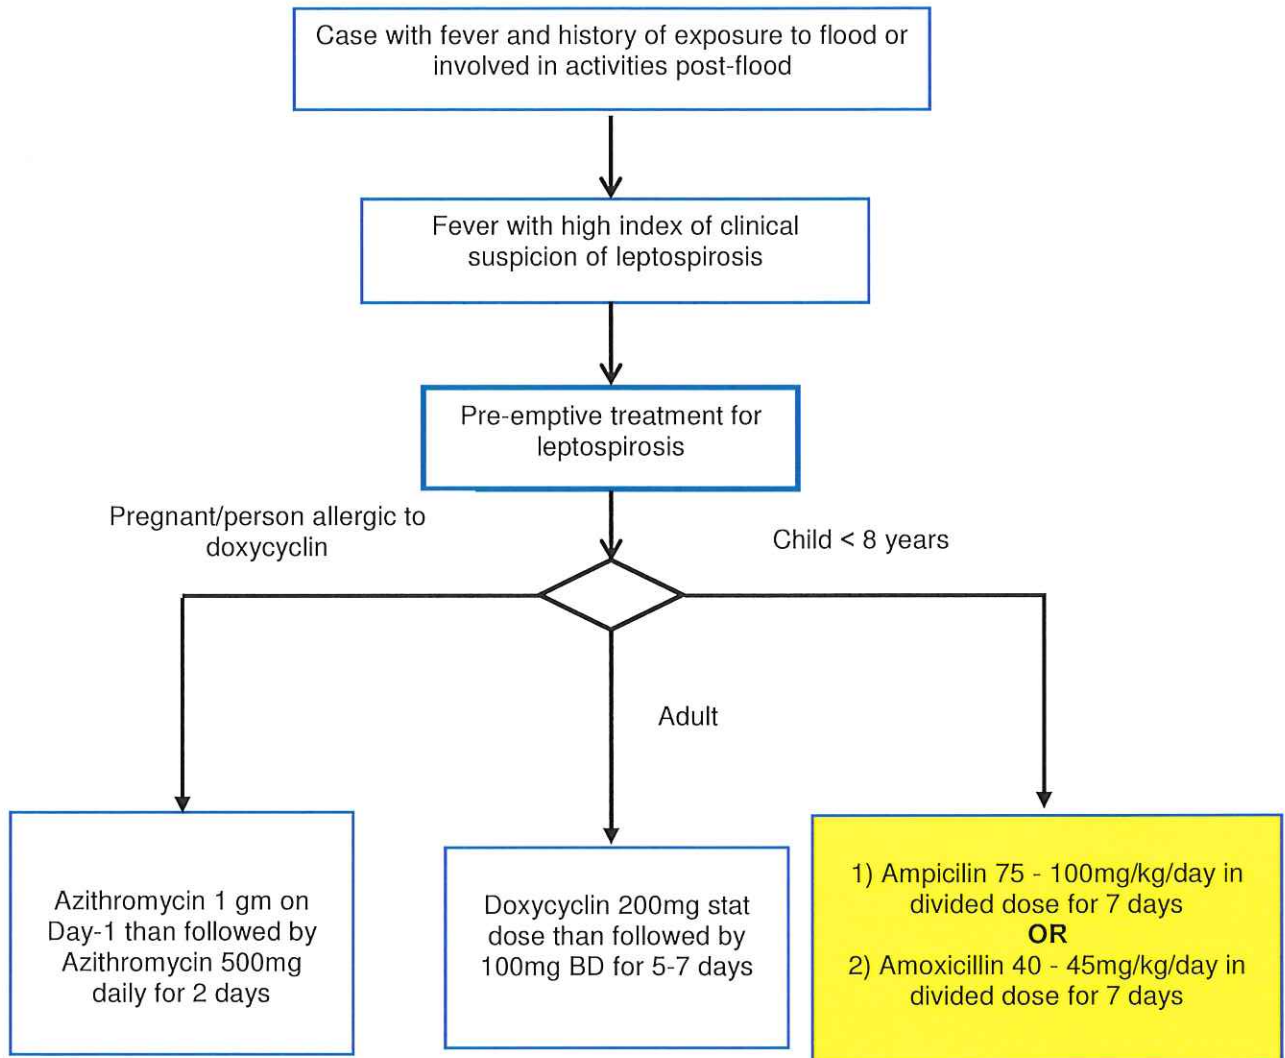 Case with fever and history of exposure to flood or
involved in activities post-flood
Fever with high index of clinical
suspicion of leptospirosis
Pre-emptive treatment for
leptospirosis
Pregnant/person allergic to
doxycyclin
Child < 8 years
Adult
Azithromycin 1 gm on
Day-1 than followed by
Azithromycin 500mg
daily for 2 days
Doxycyclin 200mg stat
dose than followed by
100mg BD for 5-7 days
1) Ampicilin 75 - 100mg/kg/day in
divided dose for 7 days
OR
2) Amoxicillin 40 - 45mg/kg/day in
divided dose for 7 days